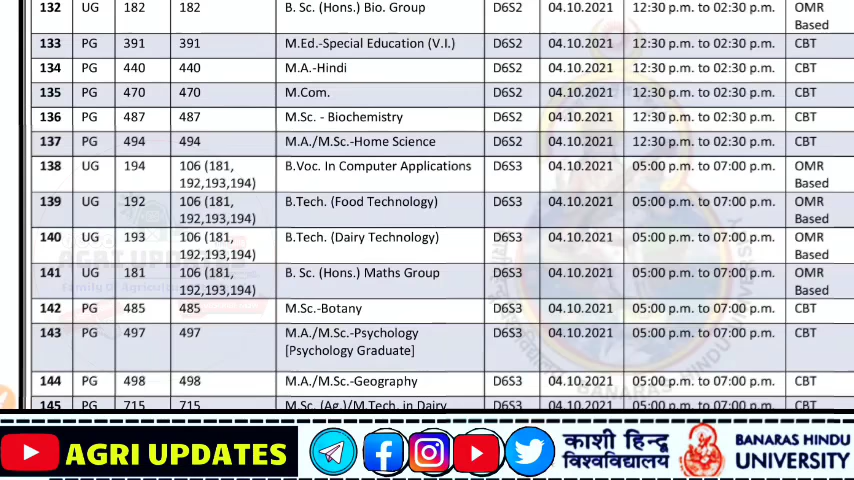 132 UG 182 182 B. Sc. (Hons.) Bio. Group D6S2 04.10.2021 12:30 p.m. to 02:30 p.m. OMR
Based
133 PG 391 391 M.Ed.-Special Education (V.I.) D6S2 04.10.2021 12:30 p.m. to 02:30 p.m. CBT
134 PG 440 440 M.A.-Hindi D6S2 04.10.2021 12:30 p.m. to 02:30 p.m. CBT
135 PG 470 470 M.Com. D6S2 04.10.2021 12:30 p.m. to 02:30 p.m. CBT
136 PG 487 487 M.Sc. - Biochemistry D6S2 04.10.2021 12:30 p.m. to 02:30 p.m. CBT
137 PG 494 494 M.A./M.Sc.-Home Science D6S2 04.10.2021 12:30 p.m. to 02:30 p.m. CBT
138 UG 194 106 (181, B.Voc. In Computer Applications D6S3 04.10.2021 05:00 p.m. to 07:00 p.m. OMR
192,193,194) Based
139 UG 192 106 (181, B.Tech. (Food Technology) D6S3 04.10.2021 05:00 p.m. to 07:00 p.m. OMR
192,193,194) Based
140 UG 193 106 (181, B.Tech. (Dairy Technology) D6S3 04.10.2021 05:00 p.m. to 07:00 p.m. OMR
192,193,194) Based
141 UG 181 106 (181, B. Sc. (Hons.) Maths Group D6S3 04.10.2021 05:00 p.m. to 07:00 p.m. OMR
192,193,194) Based
142 PG 485 485 M.Sc.-Botany D6S3 04.10.2021 05:00 p.m. to 07:00 p.m. CBT
143 PG 497 497 M.A./M.Sc.-Psychology D6S3 04.10.2021 05:00 p.m. to 07:00 p.m. CBT
[Psychology Graduate]
144 PG 498 498 M.A./M.Sc.-Geography D6S3 04.10.2021 05:00 p.m. to 07:00 p.m. CBT
145 PG 715 715 M.Sc. (Ag.)/M.Tech. in Dairy D6S3 04.10.2021 05:00 p.m. to 07:00 p.m. CBT
AGRI UPDATES
BANARAS HINDU UNIVERSITY
AGRI UPDATES
काशी हिन्दू
विश्वविद्यालय
BANARAS HINDU
UNIVERSITY